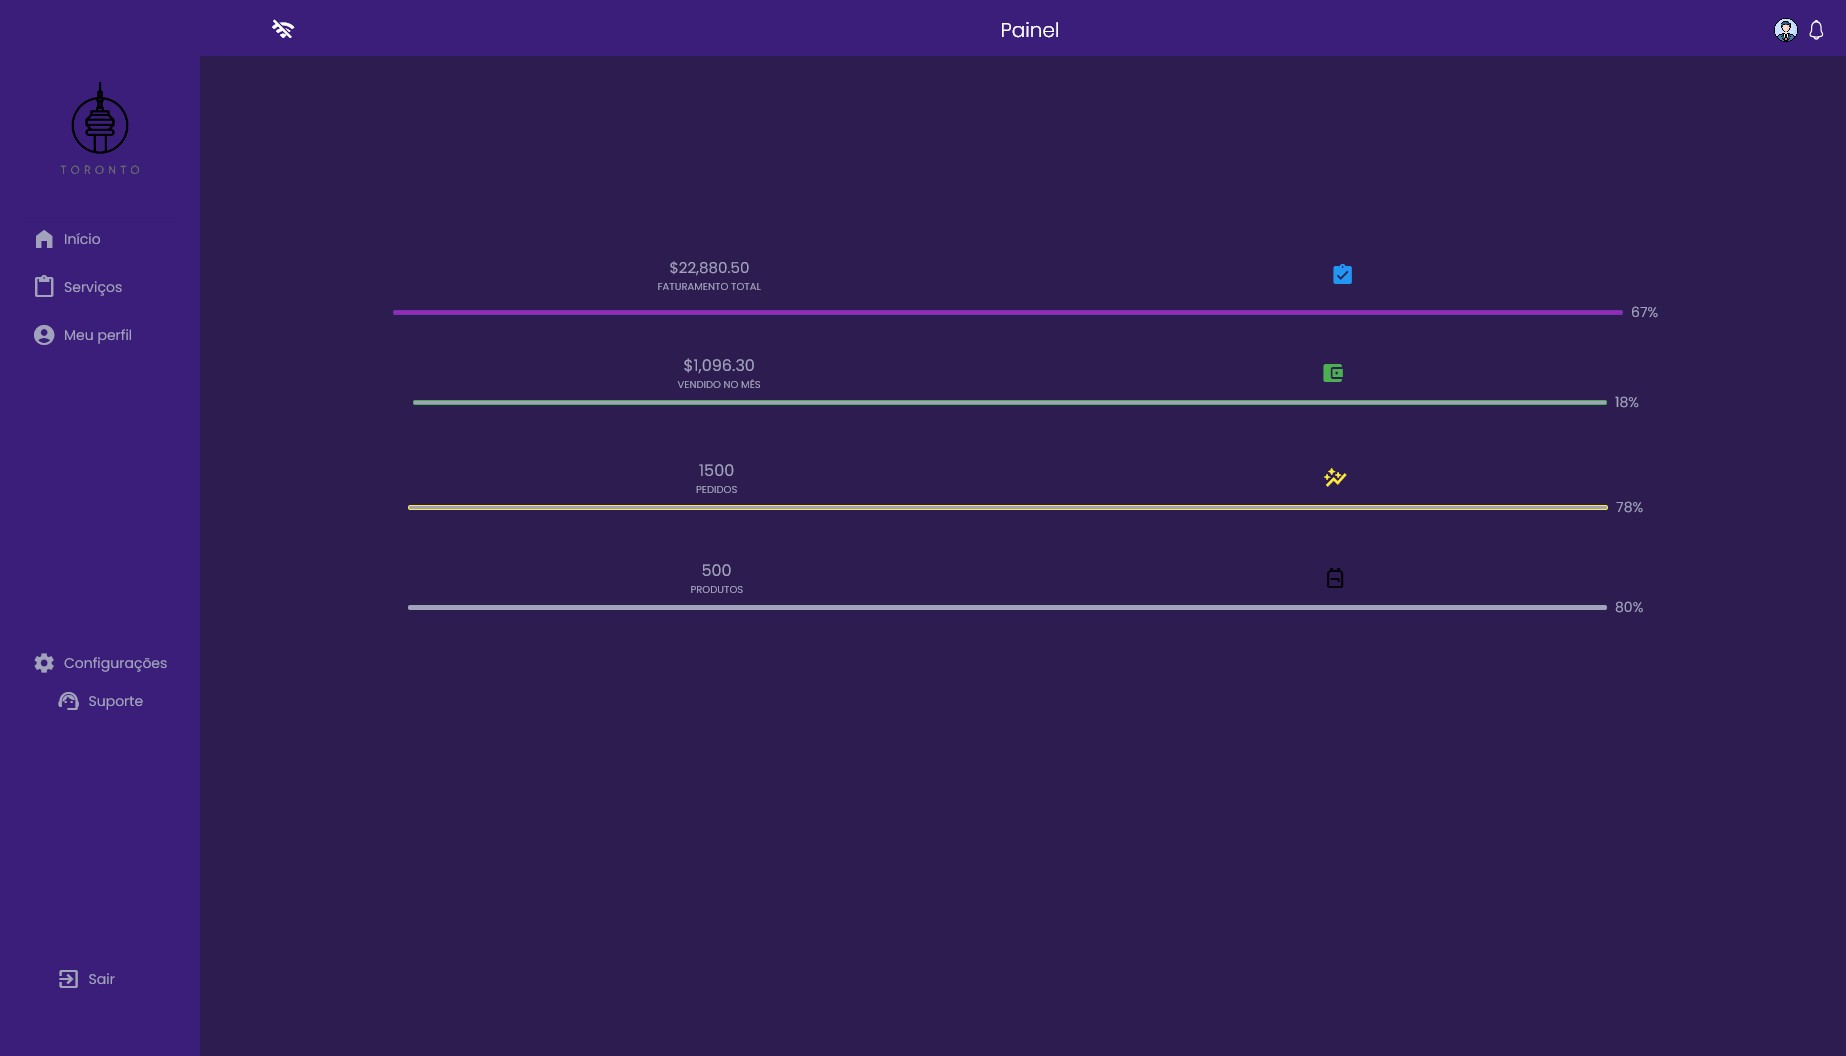 Painel
TORONTO
Início
Serviços
Meu perfil
Configurações
Suporte
Sair
$22,880.50
FATURAMENTO TOTAL
67%
$1,096.30
VENDIDO NO MÊS
18%
1500
PEDIDOS
78%
500
PRODUTOS
80%